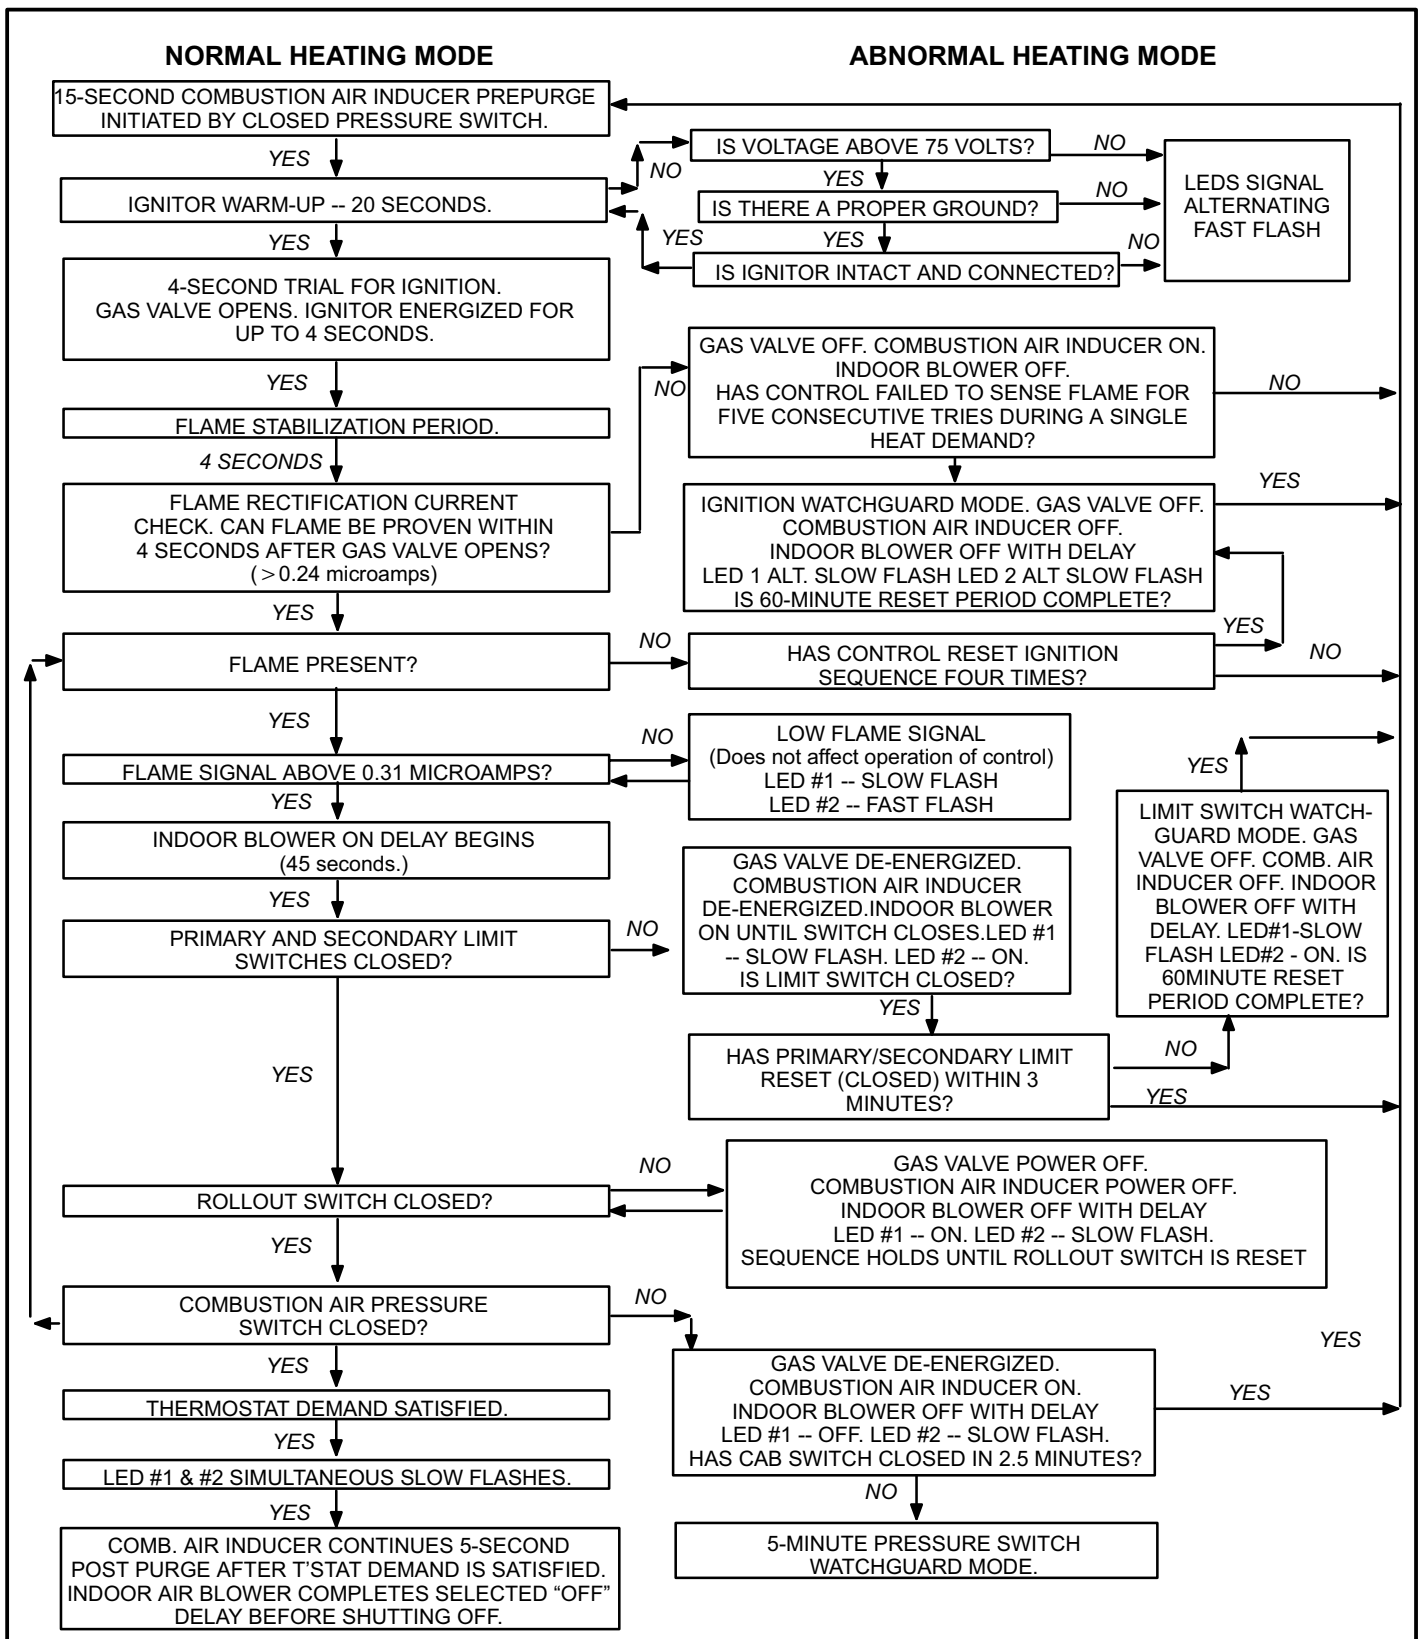 NORMAL HEATING MODE
ABNORMAL HEATING MODE
15-SECOND COMBUSTION AIR INDUCER PREPURGE
INITIATED BY CLOSED PRESSURE SWITCH.
YES
IGNITOR WARM-UP -- 20 SECONDS.
NO
IS VOLTAGE ABOVE 75 VOLTS?
NO
YES
IS THERE A PROPER GROUND?
NO
YES
YES
IS IGNITOR INTACT AND CONNECTED?
NO
LEDS SIGNAL
ALTERNATING
FAST FLASH
YES
4-SECOND TRIAL FOR IGNITION.
GAS VALVE OPENS. IGNITOR ENERGIZED FOR
UP TO 4 SECONDS.
YES
FLAME STABILIZATION PERIOD.
4 SECONDS
FLAME RECTIFICATION CURRENT
CHECK. CAN FLAME BE PROVEN WITHIN
4 SECONDS AFTER GAS VALVE OPENS?
(>0.24 microamps)
NO
GAS VALVE OFF. COMBUSTION AIR INDUCER ON.
INDOOR BLOWER OFF.
HAS CONTROL FAILED TO SENSE FLAME FOR
FIVE CONSECUTIVE TRIES DURING A SINGLE
HEAT DEMAND?
NO
IGNITION WATCHGUARD MODE. GAS VALVE OFF.
COMBUSTION AIR INDUCER OFF.
INDOOR BLOWER OFF WITH DELAY
LED 1 ALT. SLOW FLASH LED 2 ALT SLOW FLASH
IS 60-MINUTE RESET PERIOD COMPLETE?
YES
YES
FLAME PRESENT?
NO
HAS CONTROL RESET IGNITION
SEQUENCE FOUR TIMES?
YES
NO
YES
FLAME SIGNAL ABOVE 0.31 MICROAMPS?
NO
LOW FLAME SIGNAL
(Does not affect operation of control)
LED #1 -- SLOW FLASH
LED #2 -- FAST FLASH
YES
INDOOR BLOWER ON DELAY BEGINS
(45 seconds.)
YES
PRIMARY AND SECONDARY LIMIT
SWITCHES CLOSED?
NO
GAS VALVE DE-ENERGIZED.
COMBUSTION AIR INDUCER
DE-ENERGIZED.INDOOR BLOWER
ON UNTIL SWITCH CLOSES.LED #1
-- SLOW FLASH. LED #2 -- ON.
IS LIMIT SWITCH CLOSED?
YES
HAS PRIMARY/SECONDARY LIMIT
RESET (CLOSED) WITHIN 3
MINUTES?
NO
YES
YES
LIMIT SWITCH WATCH-
GUARD MODE. GAS
VALVE OFF. COMB. AIR
INDUCER OFF. INDOOR
BLOWER OFF WITH
DELAY. LED#1-SLOW
FLASH LED#2 - ON. IS
60MINUTE RESET
PERIOD COMPLETE?
YES
ROLLOUT SWITCH CLOSED?
NO
GAS VALVE POWER OFF.
COMBUSTION AIR INDUCER POWER OFF.
INDOOR BLOWER OFF WITH DELAY
LED #1 -- ON. LED #2 -- SLOW FLASH.
SEQUENCE HOLDS UNTIL ROLLOUT SWITCH IS RESET
YES
COMBUSTION AIR PRESSURE
SWITCH CLOSED?
NO
GAS VALVE DE-ENERGIZED.
COMBUSTION AIR INDUCER ON.
INDOOR BLOWER OFF WITH DELAY
LED #1 -- OFF. LED #2 -- SLOW FLASH.
HAS CAB SWITCH CLOSED IN 2.5 MINUTES?
YES
YES
NO
5-MINUTE PRESSURE SWITCH
WATCHGUARD MODE.
YES
THERMOSTAT DEMAND SATISFIED.
YES
LED #1 & #2 SIMULTANEOUS SLOW FLASHES.
YES
COMB. AIR INDUCER CONTINUES 5-SECOND
POST PURGE AFTER T'STAT DEMAND IS SATISFIED.
INDOOR AIR BLOWER COMPLETES SELECTED “OFF”
DELAY BEFORE SHUTTING OFF.